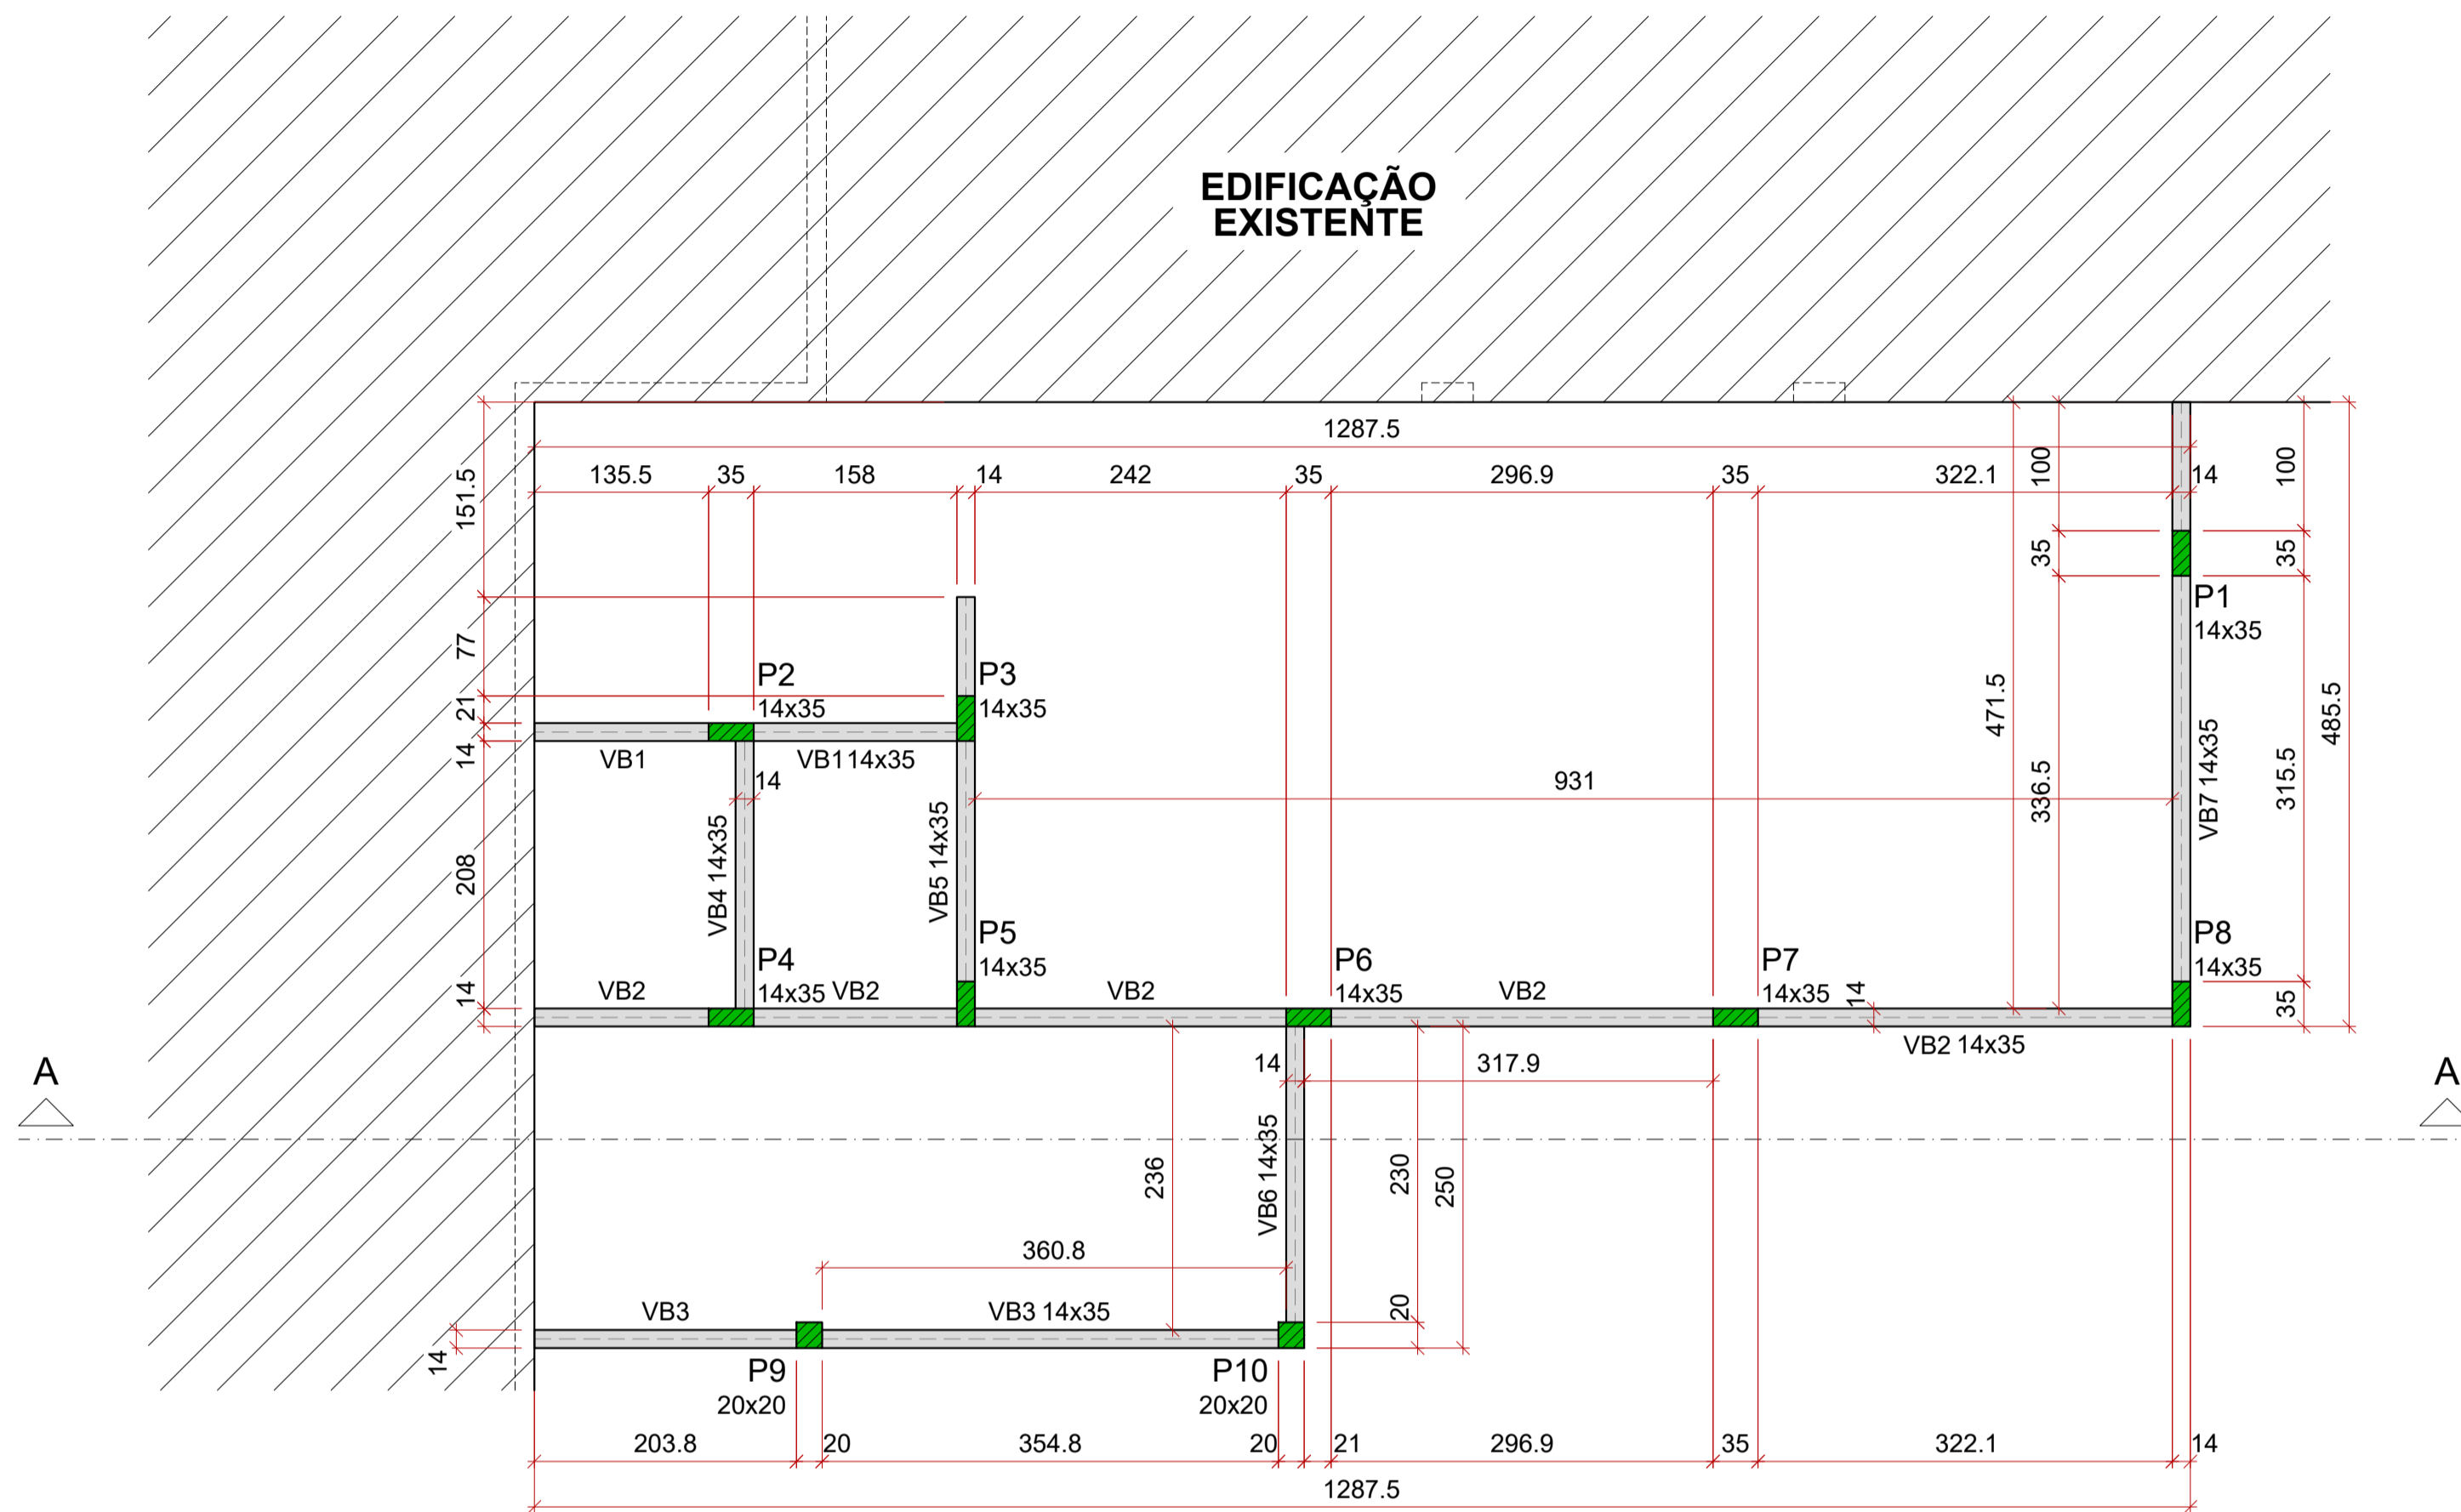 EDIFICAÇÃO
EXISTENTE
1287.5
135.5 35 158 14 242 35 296.9 35 322.1 14
151.5
77
21
14
208
14
100
35
336.5
471.5
100
35
315.5
35
485.5
P1
14x35
P2
14x35
P3
14x35
VB1
VB1 14x35
14
931
VB4 14x35
VB5 14x35
VB7 14x35
P4
14x35
P5
14x35
P6
14x35
P7
14x35
P8
14x35
VB2
VB2
VB2
VB2
14
VB2 14x35
A
A
14
317.9
VB6 14x35
236
230
250
20
360.8
VB3
VB3 14x35
14
P9
20x20
P10
20x20
203.8 20 354.8 20 21 296.9 35 322.1 14
1287.5